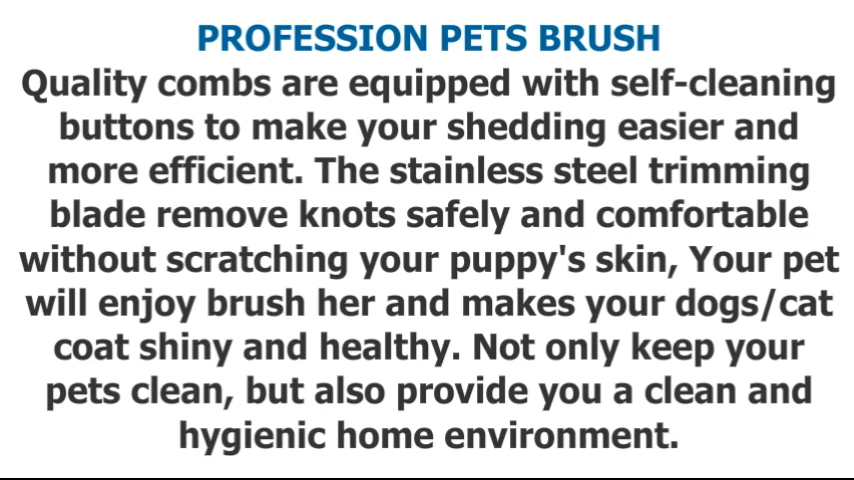 PROFESSION PETS BRUSH
Quality combs are equipped with self-cleaning
buttons to make your shedding easier and
more efficient. The stainless steel trimming
blade remove knots safely and comfortable
without scratching your puppy's skin, Your pet
will enjoy brush her and makes your dogs/cat
coat shiny and healthy. Not only keep your
pets clean, but also provide you a clean and
hygienic home environment.